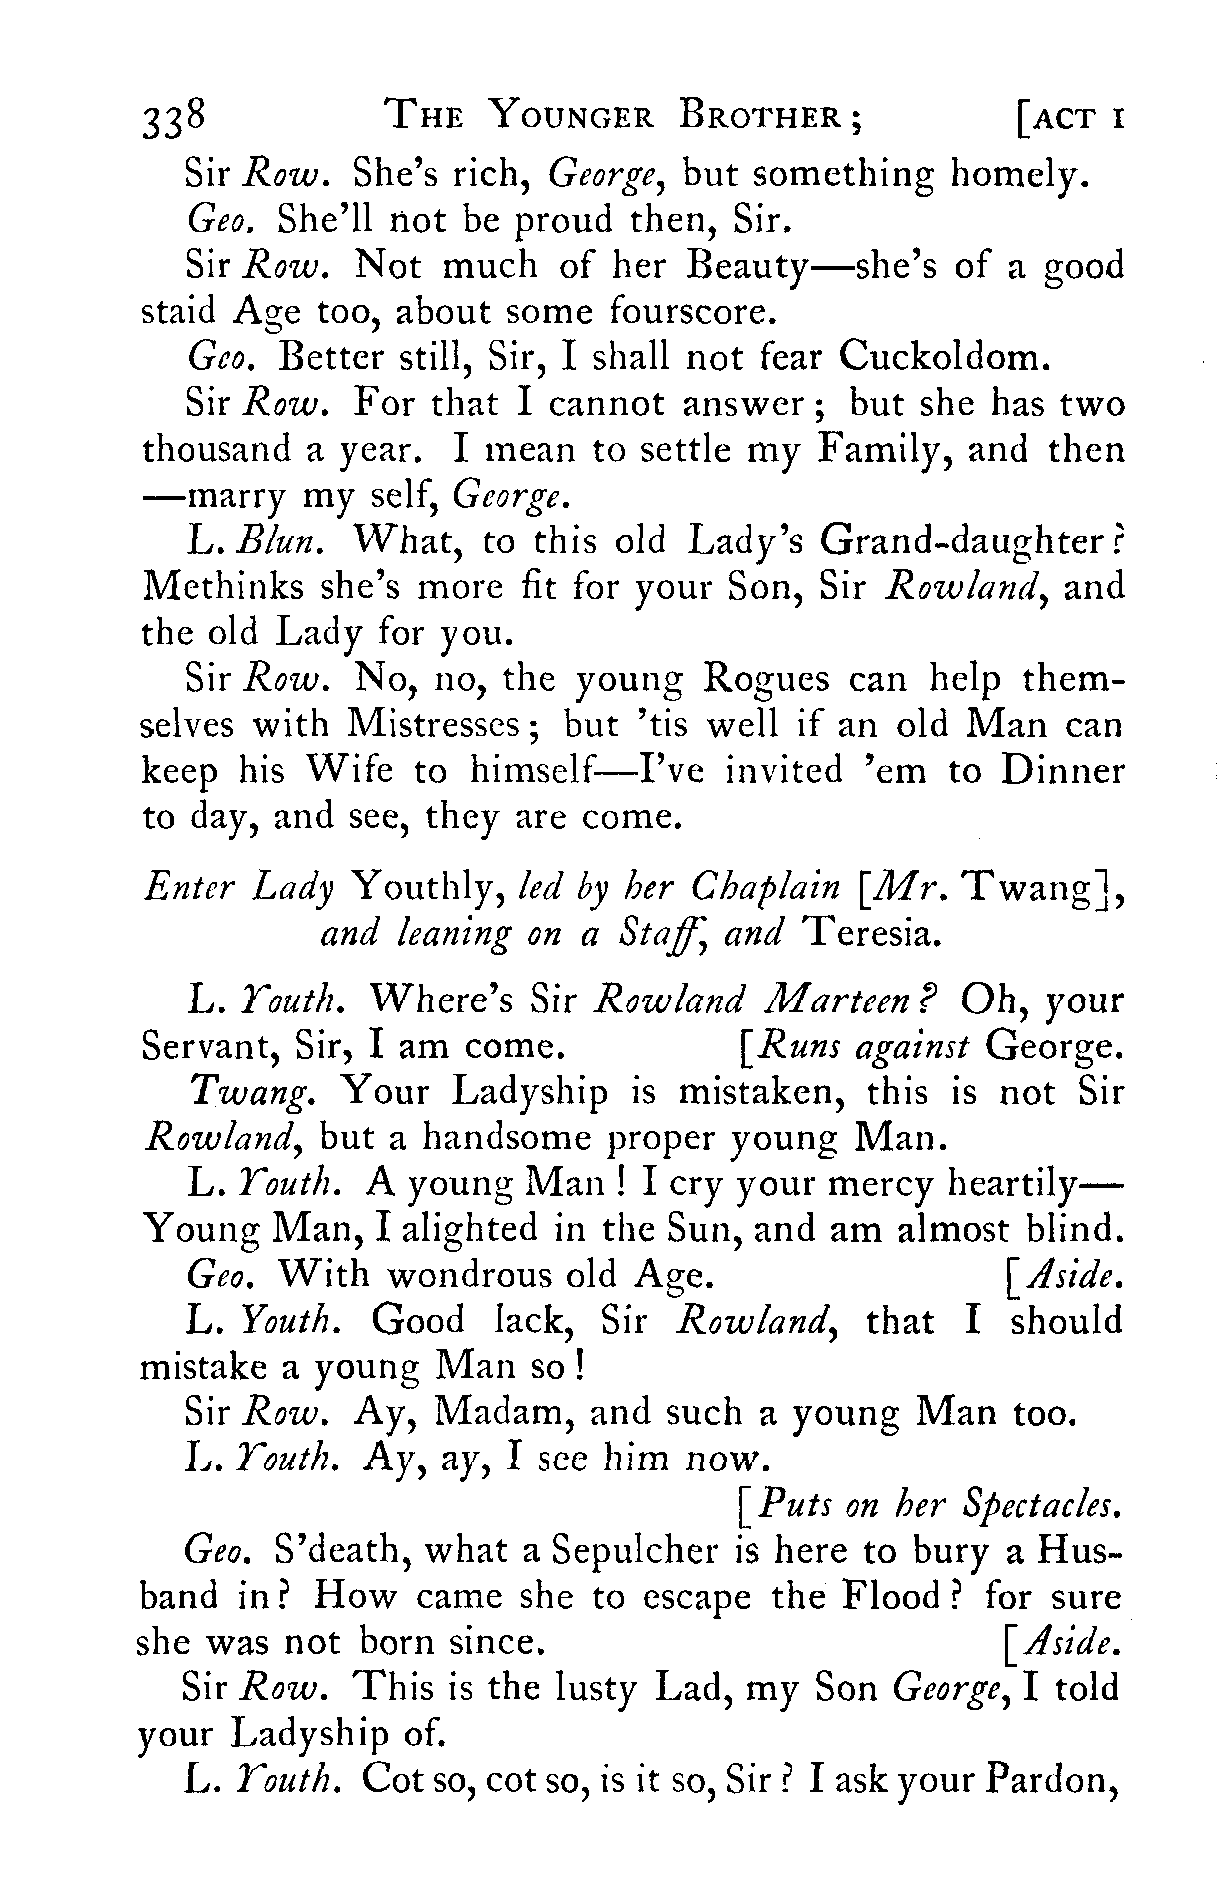 338 THE YOUNGER BROTHER; [ACT I
Sir Row. She's rich, George, but something homely.
Geo. She'll not be proud then, Sir.
Sir Row. Not much of her Beauty—she's of a good
staid Age too, about some fourscore.
Geo. Better still, Sir, I shall not fear Cuckoldom.
Sir Row. For that I cannot answer; but she has two
thousand a year. I mean to settle my Family, and then
—marry my self, George.
L. Blun. What, to this old Lady's Grand-daughter?
Methinks she's more fit for your Son, Sir Rowland, and
the old Lady for you.
Sir Row. No, no, the young Rogues can help them-
selves with Mistresses; but 'tis well if an old Man can
keep his Wife to himself—I've invited 'em to Dinner
to day, and see, they are come.
Enter Lady Youthly, led by her Chaplain [Mr. Twang],
and leaning on a Staff, and Teresia.
L. Youth. Where's Sir Rowland Marteen? Oh, your
Servant, Sir, I am come. [Runs against George.
Twang. Your Ladyship is mistaken, this is not Sir
Rowland, but a handsome proper young Man.
L. Youth. A young Man! I cry your mercy heartily—
Young Man, I alighted in the Sun, and am almost blind.
Geo. With wondrous old Age. [Aside.
L. Youth. Good lack, Sir Rowland, that I should
mistake a young Man so!
Sir Row. Ay, Madam, and such a young Man too.
L. Youth. Ay, ay, I see him now.
[Puts on her Spectacles.
Geo. S'death, what a Sepulcher is here to bury a Hus-
band in? How came she to escape the Flood? for sure
she was not born since. [Aside.
Sir Row. This is the lusty Lad, my Son George, I told
your Ladyship of.
L. Youth. Cot so, cot so, is it so, Sir? I ask your Pardon,